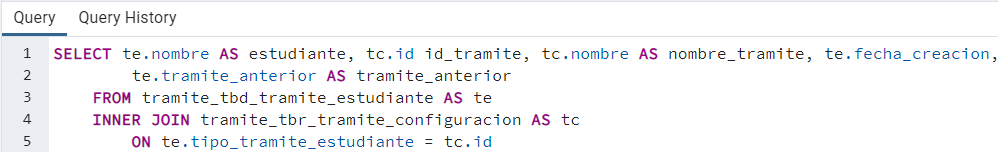 Query Query History
1 SELECT te.nombre AS estudiante, tc.id id_tramite, tc.nombre AS nombre_tramite, te.fecha_creacion,
2 te.tramite_anterior AS tramite_anterior
3 FROM tramite_tbd_tramite_estudiante AS te
4 INNER JOIN tramite_tbr_tramite_configuracion AS tc
5 ON te.tipo_tramite_estudiante = tc.id